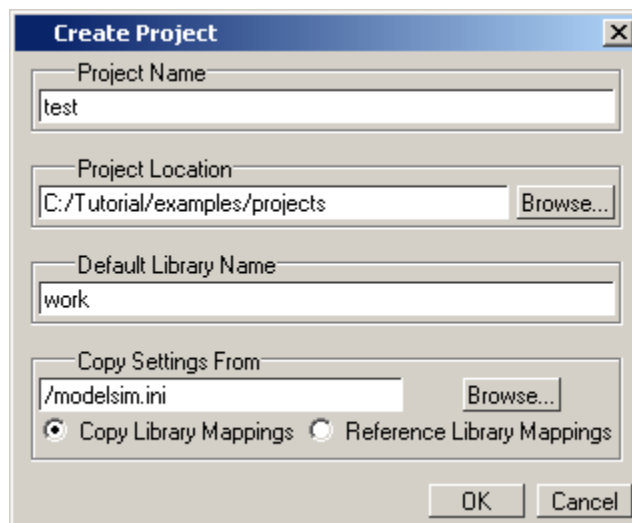 Create Project
Project Name
test
Project Location
C:/Tutorial/examples/projects Browse...
Default Library Name
work
Copy Settings From
/modelsim.ini Browse...
Copy Library Mappings Reference Library Mappings
OK Cancel